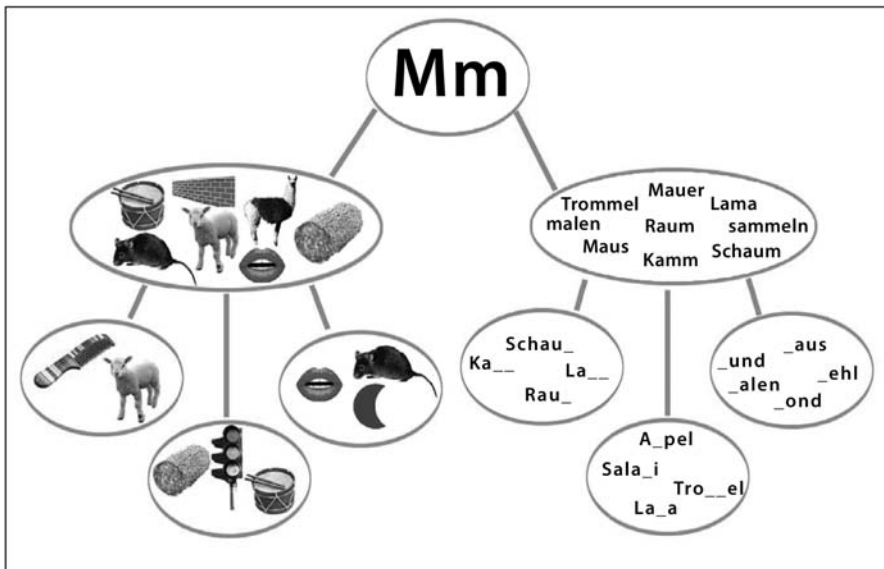 Mm
Mauer
Trommel
Lama
malen
Raum
sammeln
Maus
Kamm
Schaum
Schau_
Ka__
La__
Rau_
_aus
_und
_ehl
_alen
_ond
A_pel
Sala_i
Tro__el
La_a